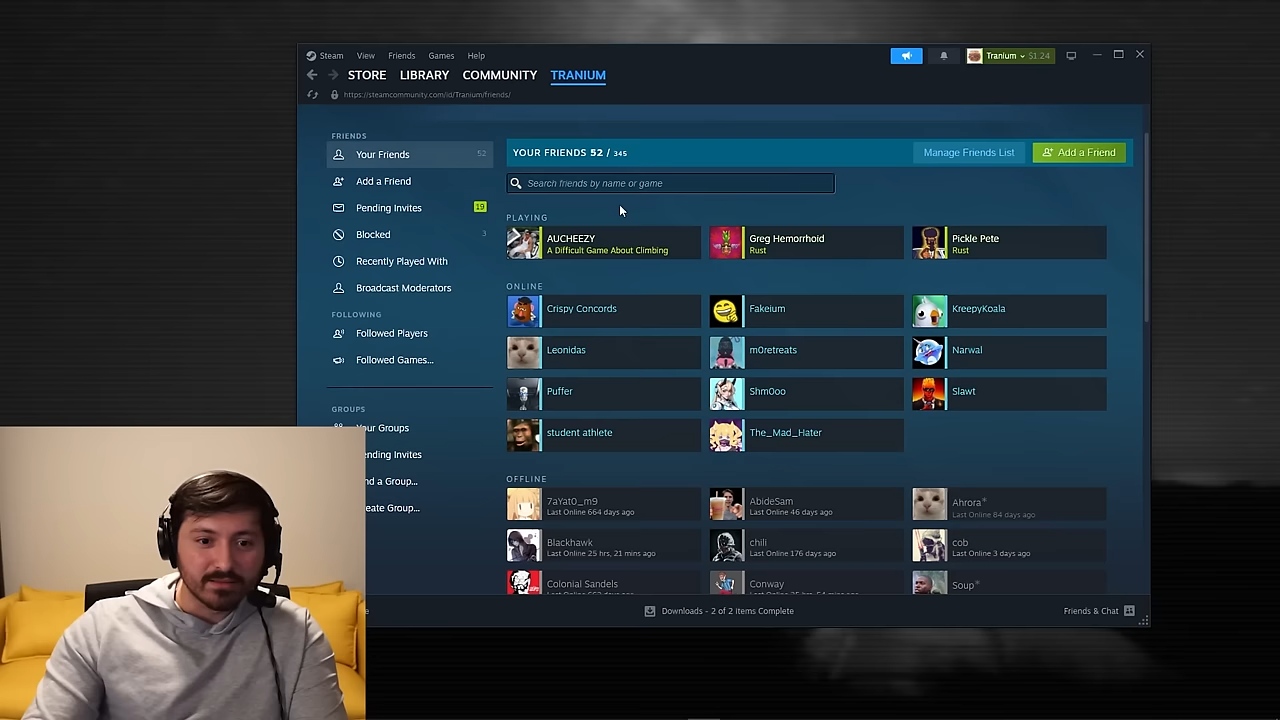 Steam View Friends Games Help
Tranium $1.24
STORE LIBRARY COMMUNITY TRANIUM
https://steamcommunity.com/id/Tranium/friends/
FRIENDS
Your Friends 52
Add a Friend
Pending Invites 19
Blocked 3
Recently Played With
Broadcast Moderators
FOLLOWING
Followed Players
Followed Games...
GROUPS
Your Groups
ending Invites
nd a Group...
reate Group...
YOUR FRIENDS 52 / 345
Manage Friends List
Add a Friend
Search friends by name or game
PLAYING
AUCHEEZY
A Difficult Game About Climbing
Greg Hemorrhoid
Rust
Pickle Pete
Rust
ONLINE
Crispy Concords
Fakeium
KreepyKoala
Leonidas
m0retreats
Narwal
Puffer
Shm0oo
Slawt
student athlete
The_Mad_Hater
OFFLINE
7aYat0_m9
Last Online 664 days ago
AbideSam
Last Online 46 days ago
Ahrora*
Last Online 84 days ago
Blackhawk
Last Online 25 hrs, 21 mins ago
chili
Last Online 176 days ago
cob
Last Online 3 days ago
Colonial Sandels
Conway
Soup*
Downloads - 2 of 2 items Complete
Friends & Chat